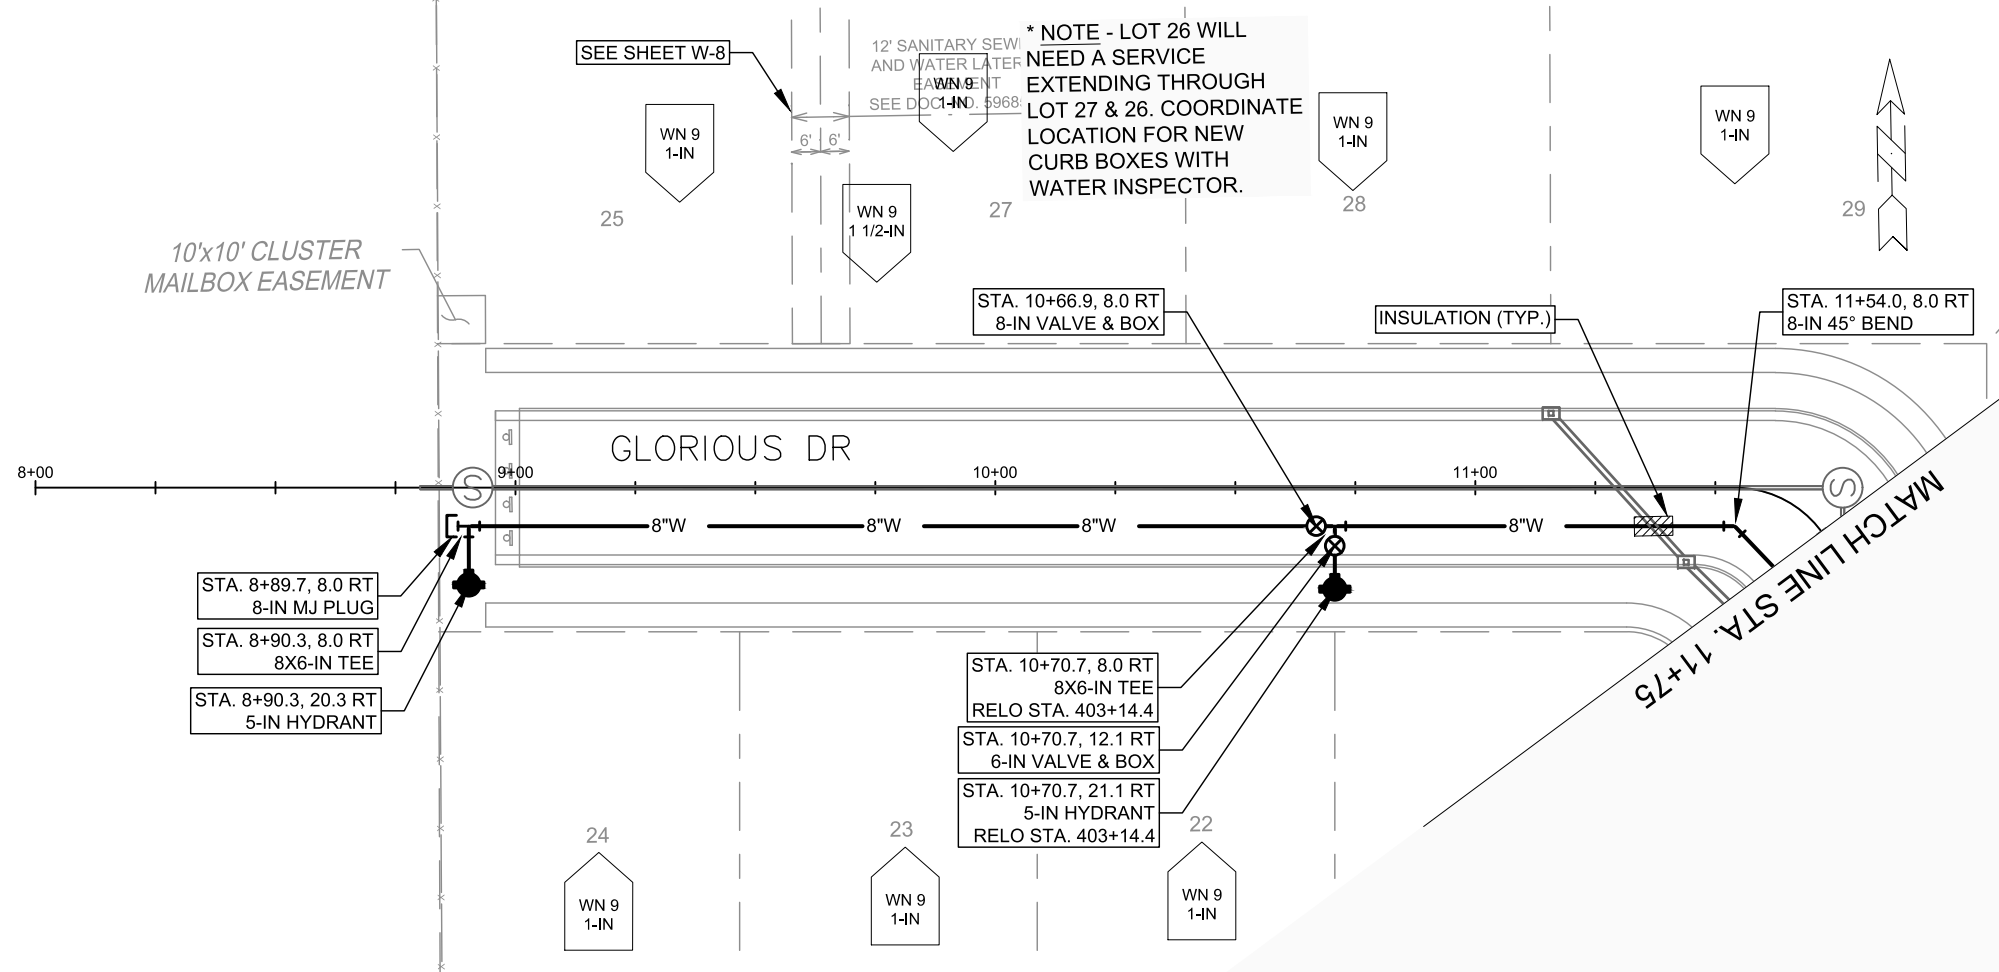 SEE SHEET W-8
12' SANITARY
AND WATER
EASEMENT
SEE DOC. NO.
* NOTE - LOT 26 WILL
NEED A SERVICE
EXTENDING THROUGH
LOT 27 & 26. COORDINATE
LOCATION FOR NEW
CURB BOXES WITH
WATER INSPECTOR.
WN 9
1-IN
WN 9
1-IN
WN 9
1-IN
WN 9
1-IN
6'
6'
WN 9
1 1/2-IN
25
27
28
29
10'x10' CLUSTER
MAILBOX EASEMENT
STA. 10+66.9, 8.0 RT
8-IN VALVE & BOX
INSULATION (TYP.)
STA. 11+54.0, 8.0 RT
8-IN 45° BEND
GLORIOUS DR
8+00
9+00
10+00
11+00
S
S
8"W
8"W
8"W
8"W
MATCH LINE STA. 11+75
STA. 8+89.7, 8.0 RT
8-IN MJ PLUG
STA. 8+90.3, 8.0 RT
8X6-IN TEE
STA. 8+90.3, 20.3 RT
5-IN HYDRANT
STA. 10+70.7, 8.0 RT
8X6-IN TEE
RELO STA. 403+14.4
STA. 10+70.7, 12.1 RT
6-IN VALVE & BOX
STA. 10+70.7, 21.1 RT
5-IN HYDRANT
RELO STA. 403+14.4
24
23
22
WN 9
1-IN
WN 9
1-IN
WN 9
1-IN